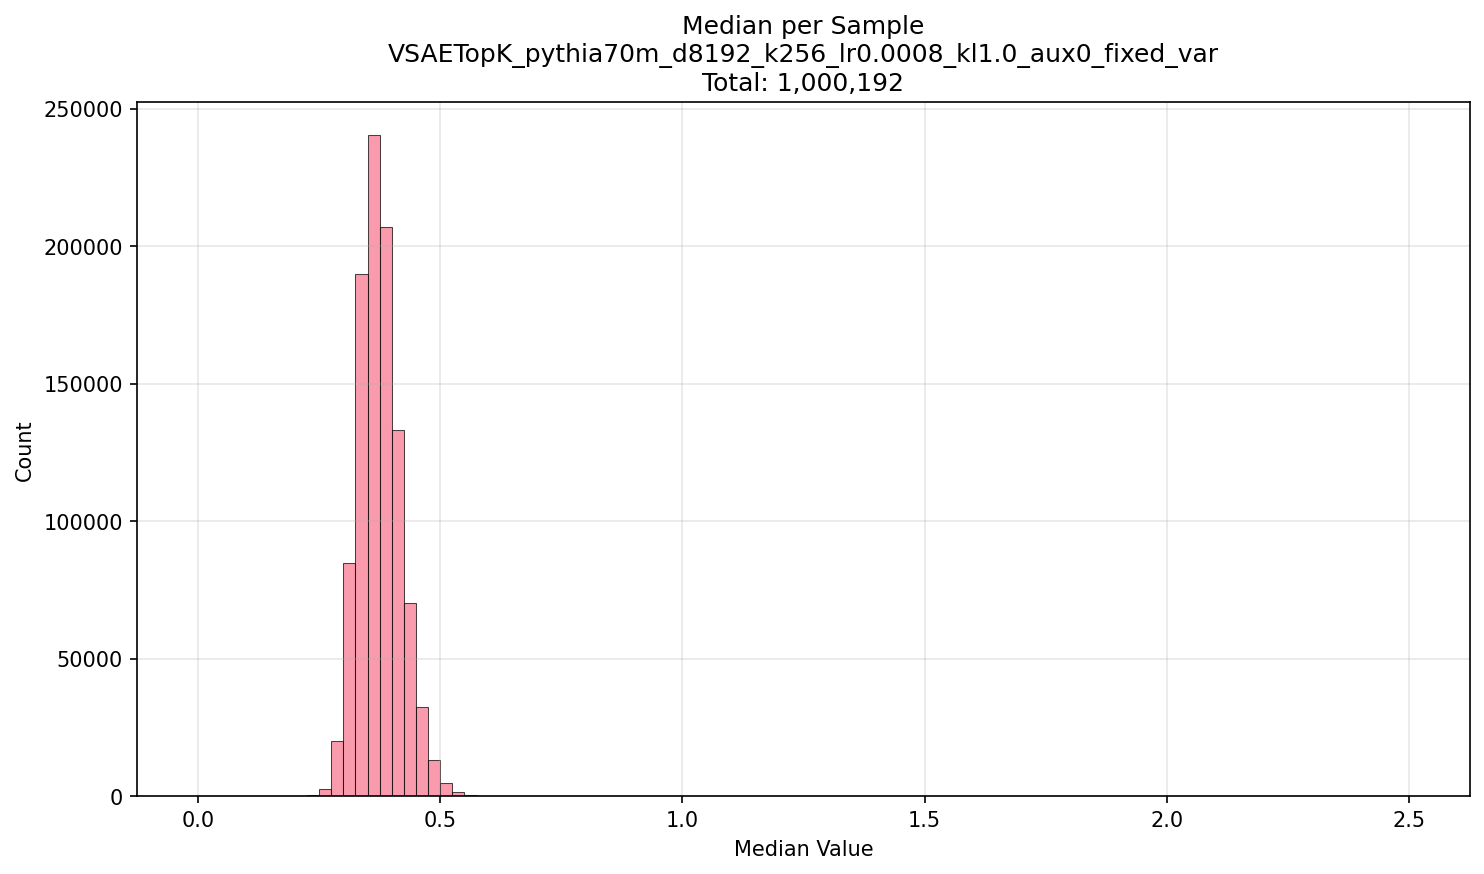 Median per Sample
VSAETopK_pythia70m_d8192_k256_lr0.0008_kl1.0_aux0_fixed_var
Total: 1,000,192
250000
200000
150000
100000
50000
0
Count
0.0 0.5 1.0 1.5 2.0 2.5
Median Value